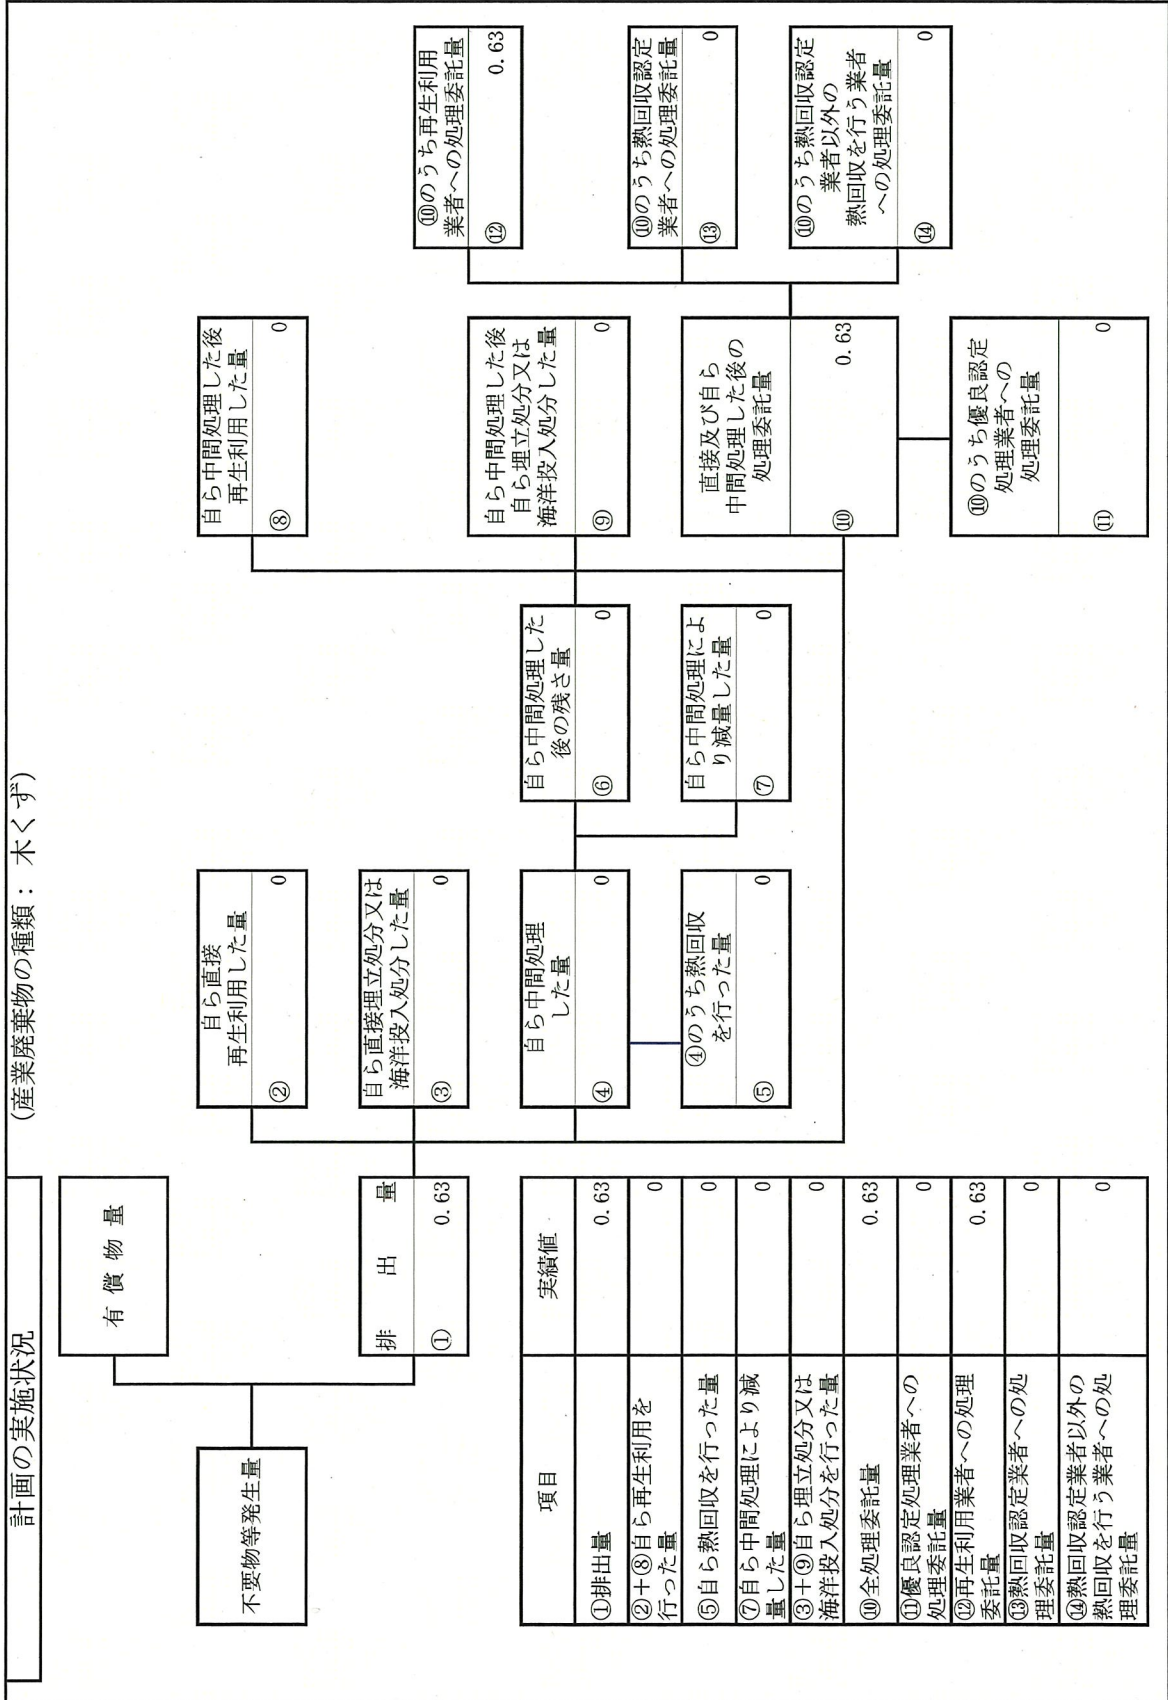 計画の実施状況
(産業廃棄物の種類： 木くず)
不要物等発生量
有償物量
排出量
① 0.63
自ら直接
再生利用した量
② 0
自ら直接埋立処分又は
海洋投入処分した量
③ 0
自ら中間処理
した量
④ 0
④のうち熱回収
を行った量
⑤ 0
自ら中間処理した
後の残さ量
⑥ 0
自ら中間処理によ
り減量した量
⑦ 0
自ら中間処理した後
再生利用した量
⑧ 0
自ら中間処理した後
自ら埋立処分又は
海洋投入処分した量
⑨ 0
直接及び自ら
中間処理した後の
処理委託量
⑩ 0.63
⑩のうち優良認定
処理業者への
処理委託量
⑪ 0
⑩のうち再生利用
業者への処理委託量
⑫ 0.63
⑩のうち熱回収認定
業者への処理委託量
⑬ 0
⑩のうち熱回収認定
業者以外の
熱回収を行う業者
への処理委託量
⑭ 0
項目 実績値
①排出量 0.63
②+⑧自ら再生利用を
行った量 0
⑤自ら熱回収を行った量 0
⑦自ら中間処理により減
量した量 0
③+⑨自ら埋立処分又は
海洋投入処分を行った量 0
⑩全処理委託量 0.63
⑪優良認定処理業者への
処理委託量 0
⑫再生利用業者への処理
委託量 0.63
⑬熱回収認定業者への処
理委託量 0
⑭熱回収認定業者以外の
熱回収を行う業者への処
理委託量 0